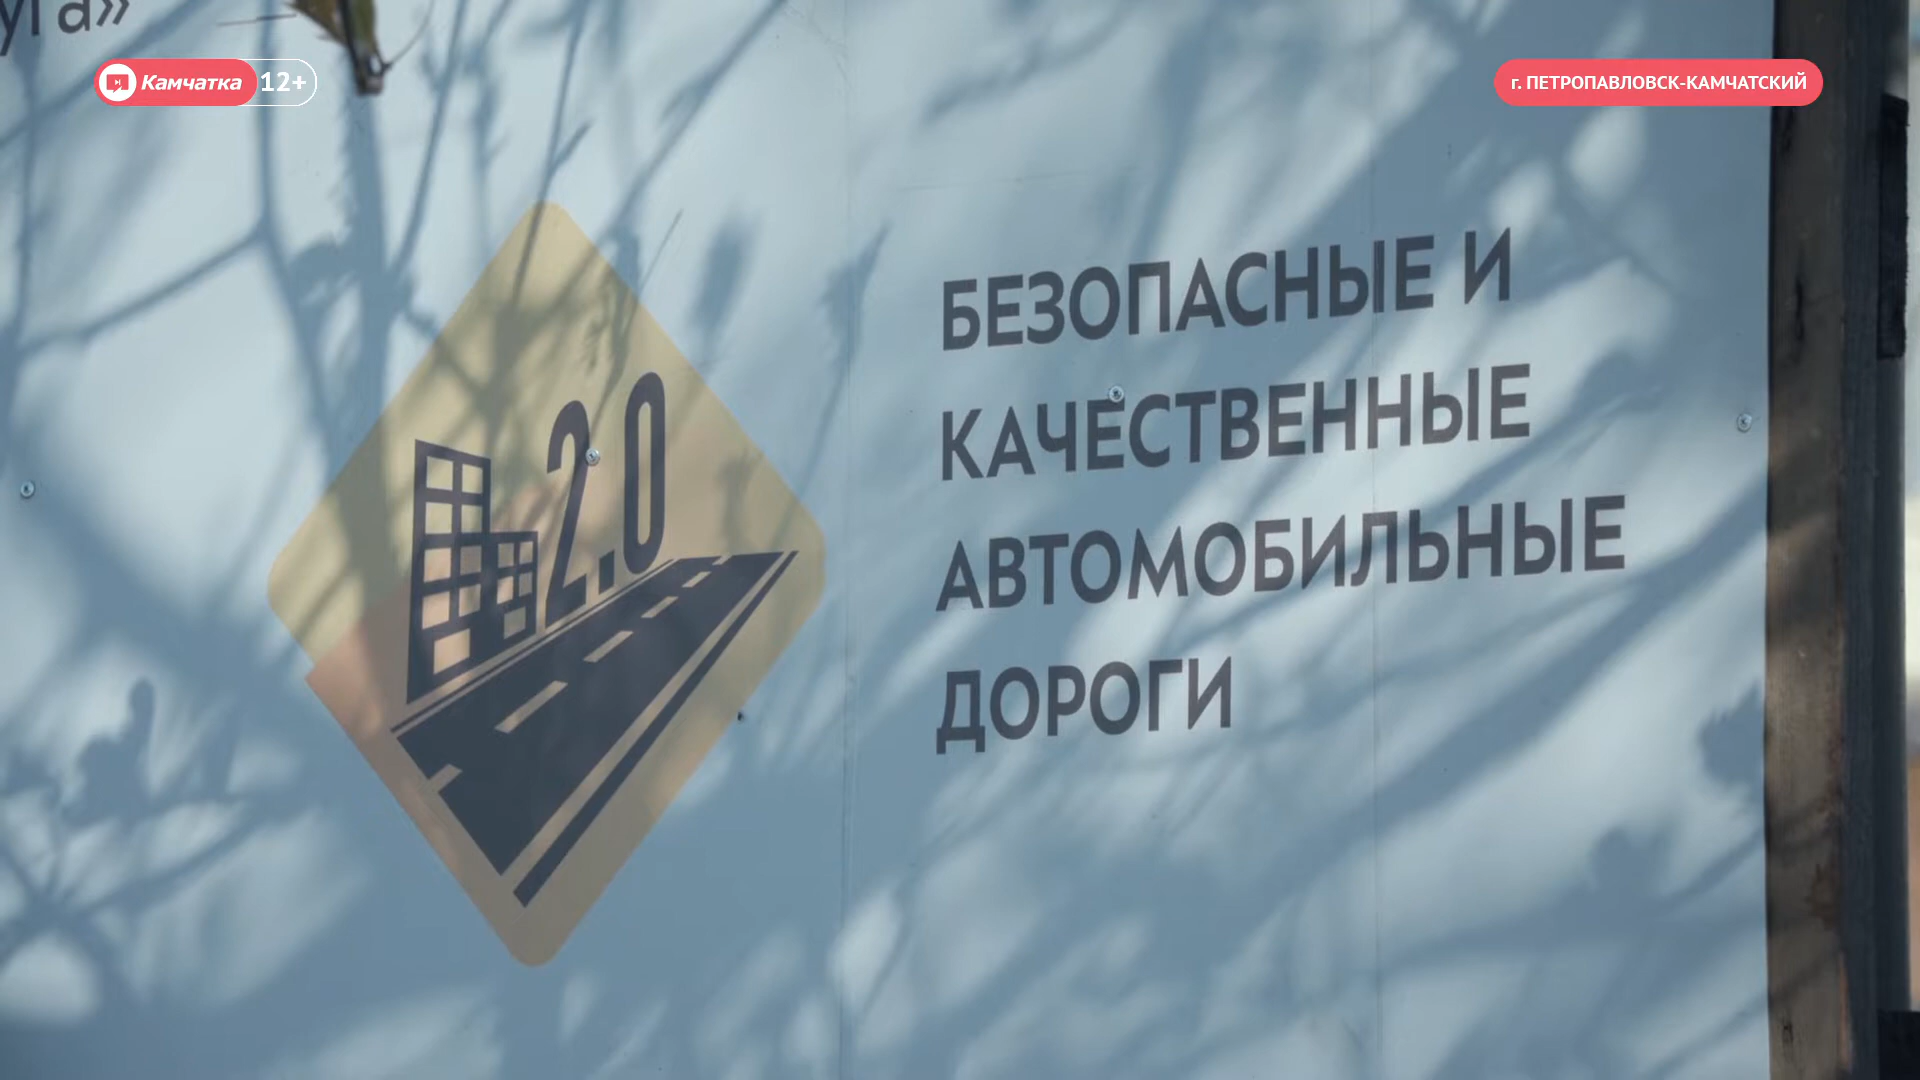 Камчатка 12+
г. ПЕТРОПАВЛОВСК-КАМЧАТСКИЙ
2.0
БЕЗОПАСНЫЕ И
КАЧЕСТВЕННЫЕ
АВТОМОБИЛЬНЫЕ
ДОРОГИ